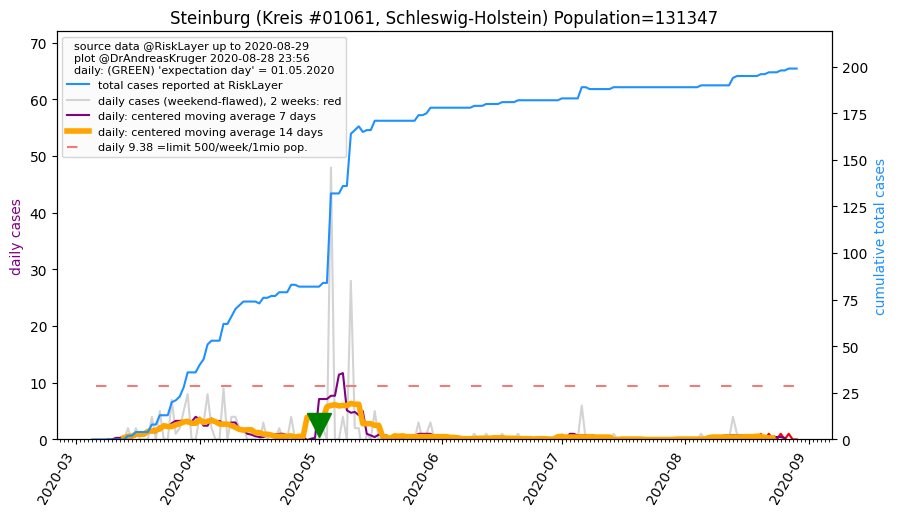 Steinburg (Kreis #01061, Schleswig-Holstein) Population=131347
source data @RiskLayer up to 2020-08-29
plot @DrAndreasKruger 2020-08-28 23:56
daily: (GREEN) 'expectation day' = 01.05.2020
total cases reported at RiskLayer
daily cases (weekend-flawed), 2 weeks: red
daily: centered moving average 7 days
daily: centered moving average 14 days
daily 9.38 =limit 500/week/1mio pop.
daily cases
70
60
50
40
30
20
10
0
cumulative total cases
200
175
150
125
100
75
50
25
0
2020-03
2020-04
2020-05
2020-06
2020-07
2020-08
2020-09